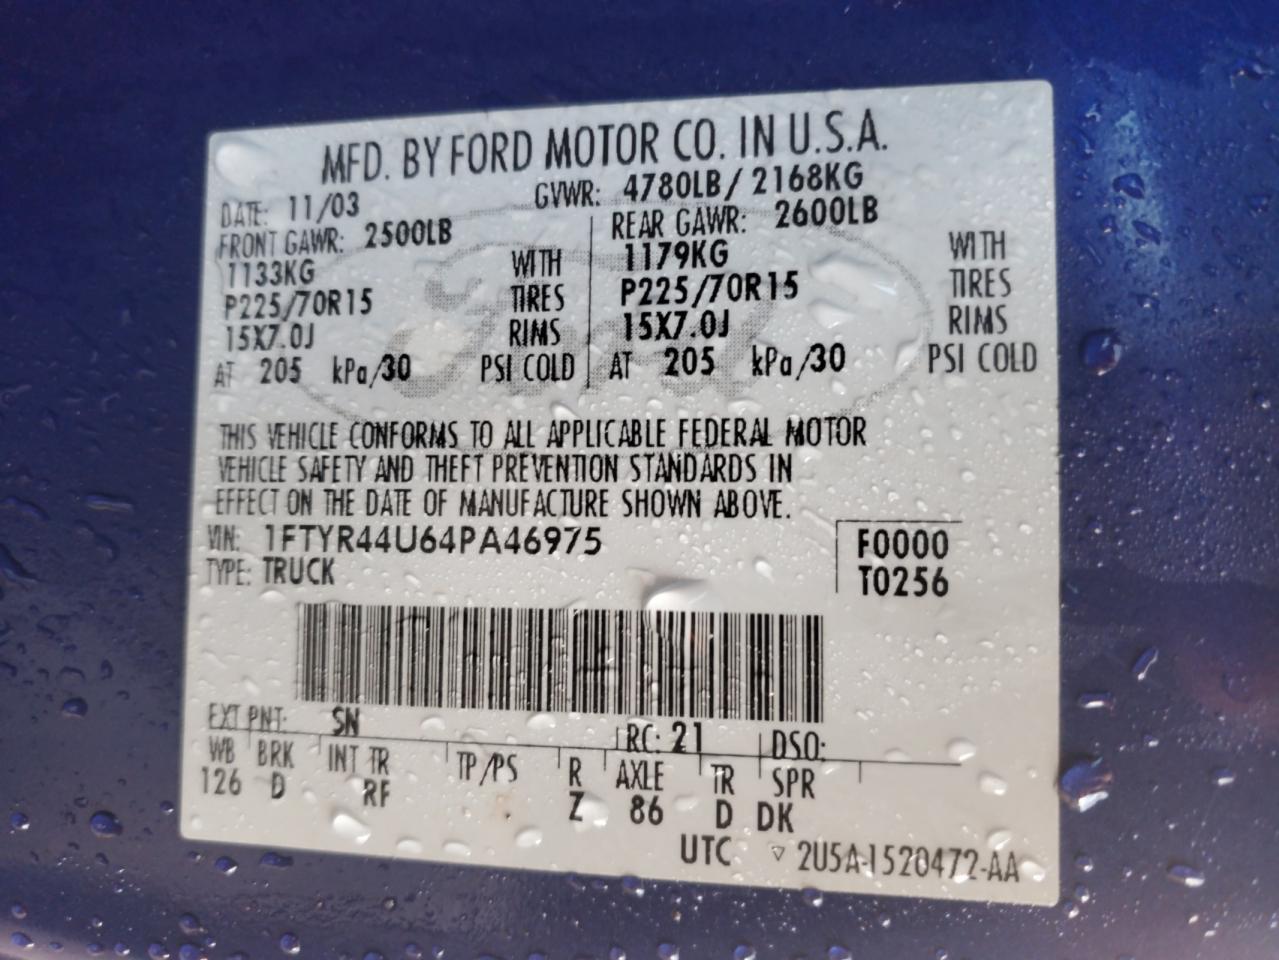 MFD. BY FORD MOTOR CO. IN U.S.A.
DATE: 11/03 GVWR: 4780LB/2168KG
FRONT GAWR: 2500LB REAR GAWR: 2600LB
1133KG WITH 1179KG WITH
P225/70R15 TIRES P225/70R15 TIRES
15X7.0J RIMS 15X7.0J RIMS
AT 205 kPa/30 PSI COLD AT 205 kPa/30 PSI COLD
THIS VEHICLE CONFORMS TO ALL APPLICABLE FEDERAL MOTOR
VEHICLE SAFETY AND THEFT PREVENTION STANDARDS IN
EFFECT ON THE DATE OF MANUFACTURE SHOWN ABOVE.
VIN: 1FTYR44U64PA46975 F0000
TYPE: TRUCK T0256
EXT PNT: SN RC: 21 DSO:
WB BRK INT TR TP/PS R AXLE TR SPR
126 D RF Z 86 D DK
UTC ▽ 2U5A-1520472-AA